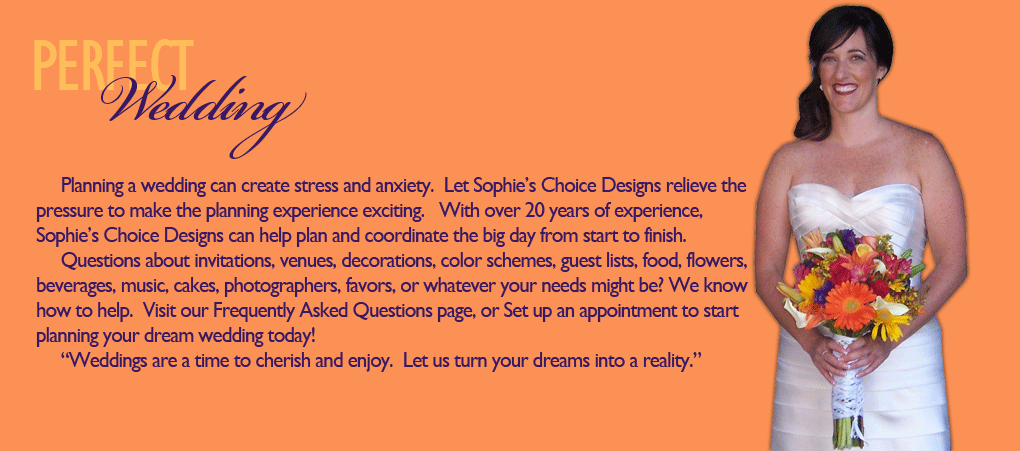 PERFECT
Wedding
Planning a wedding can create stress and anxiety. Let Sophie's Choice Designs relieve the
pressure to make the planning experience exciting. With over 20 years of experience,
Sophie's Choice Designs can help plan and coordinate the big day from start to finish.
Questions about invitations, venues, decorations, color schemes, guest lists, food, flowers,
beverages, music, cakes, photographers, favors, or whatever your needs might be? We know
how to help. Visit our Frequently Asked Questions page, or Set up an appointment to start
planning your dream wedding today!
“Weddings are a time to cherish and enjoy. Let us turn your dreams into a reality.”